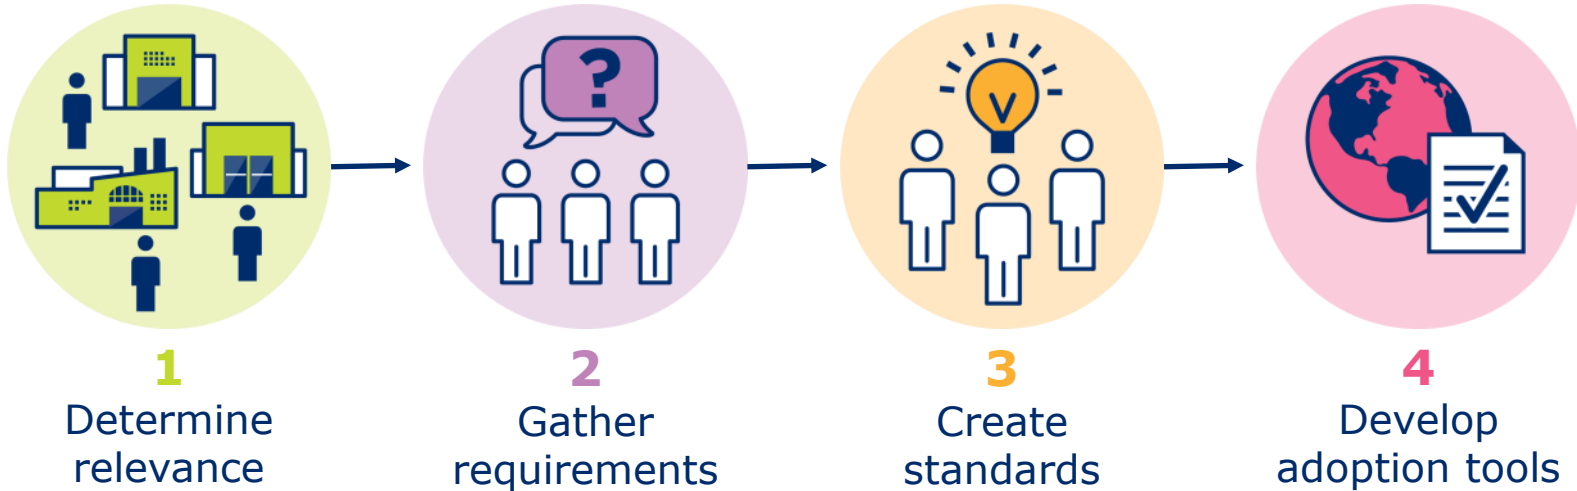 ?
1
Determine
relevance
2
Gather
requirements
3
Create
standards
4
Develop
adoption tools